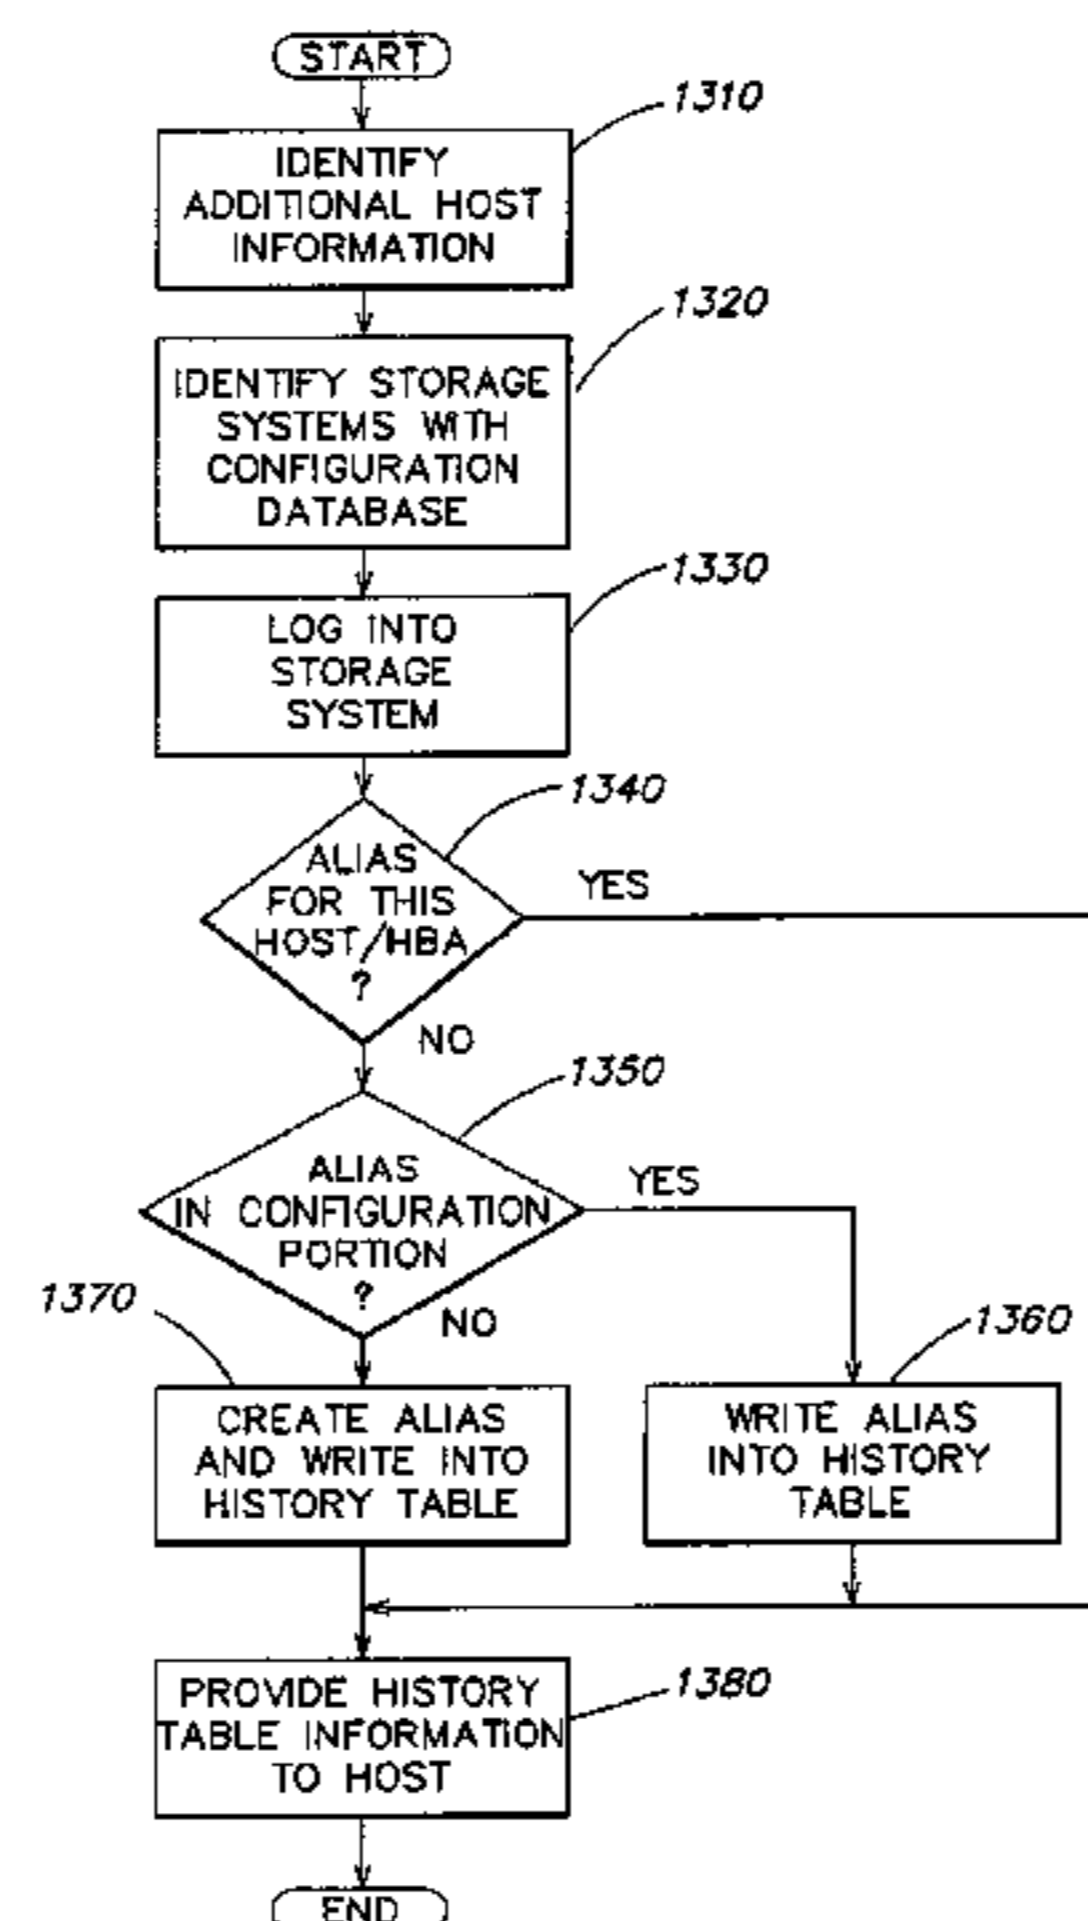 START
1310
IDENTIFY
ADDITIONAL HOST
INFORMATION
1320
IDENTIFY STORAGE
SYSTEMS WITH
CONFIGURATION
DATABASE
1330
LOG INTO
STORAGE
SYSTEM
1340
ALIAS
FOR THIS
HOST/HBA
?
YES
NO
1350
ALIAS
IN CONFIGURATION
PORTION
?
YES
NO
1370
CREATE ALIAS
AND WRITE INTO
HISTORY TABLE
1360
WRITE ALIAS
INTO HISTORY
TABLE
PROVIDE HISTORY
TABLE INFORMATION
TO HOST
1380
END